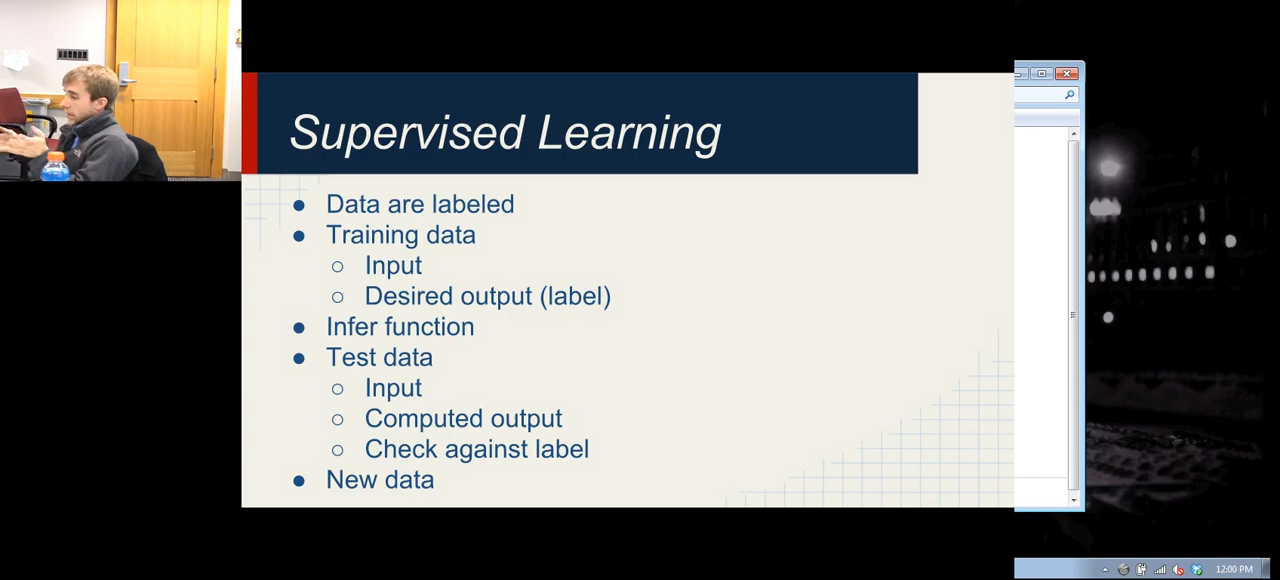 Supervised Learning
● Data are labeled
● Training data
○ Input
○ Desired output (label)
● Infer function
● Test data
○ Input
○ Computed output
○ Check against label
● New data
12:00 PM